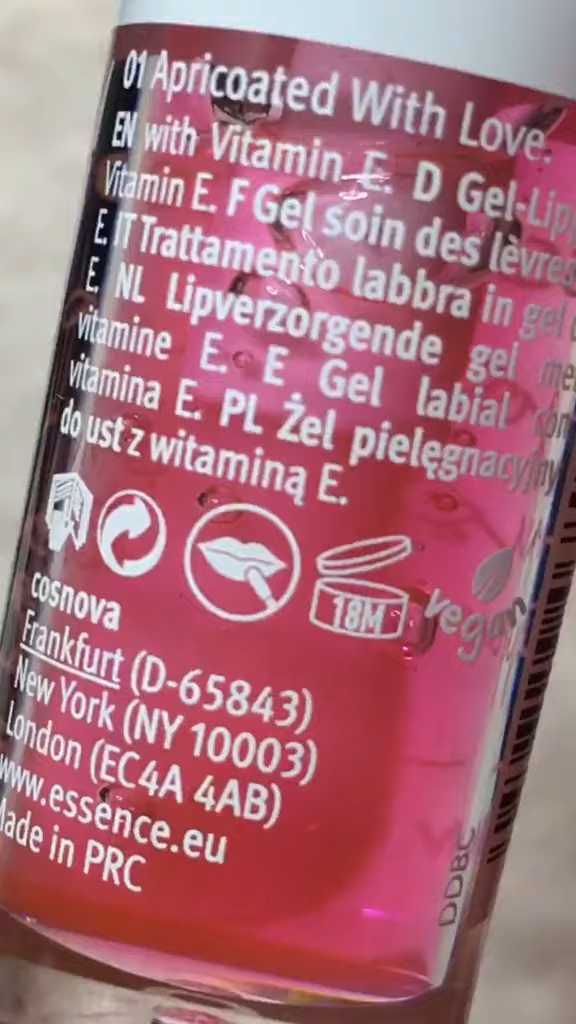 01 Apricoated With Love.
EN with Vitamin E. D Gel-Lip
Vitamin E. F Gel soin des lèvres
E. IT Trattamento labbra in gel
E. NL Lipverzorgende gel
vitamine E. E Gel labial
vitamina E. PL Żel pielęgnacyjny
do ust z witaminą E.
18M
vegan
cosnova
Frankfurt (D-65843)
New York (NY 10003)
London (EC4A 4AB)
www.essence.eu
Made in PRC
DDBC